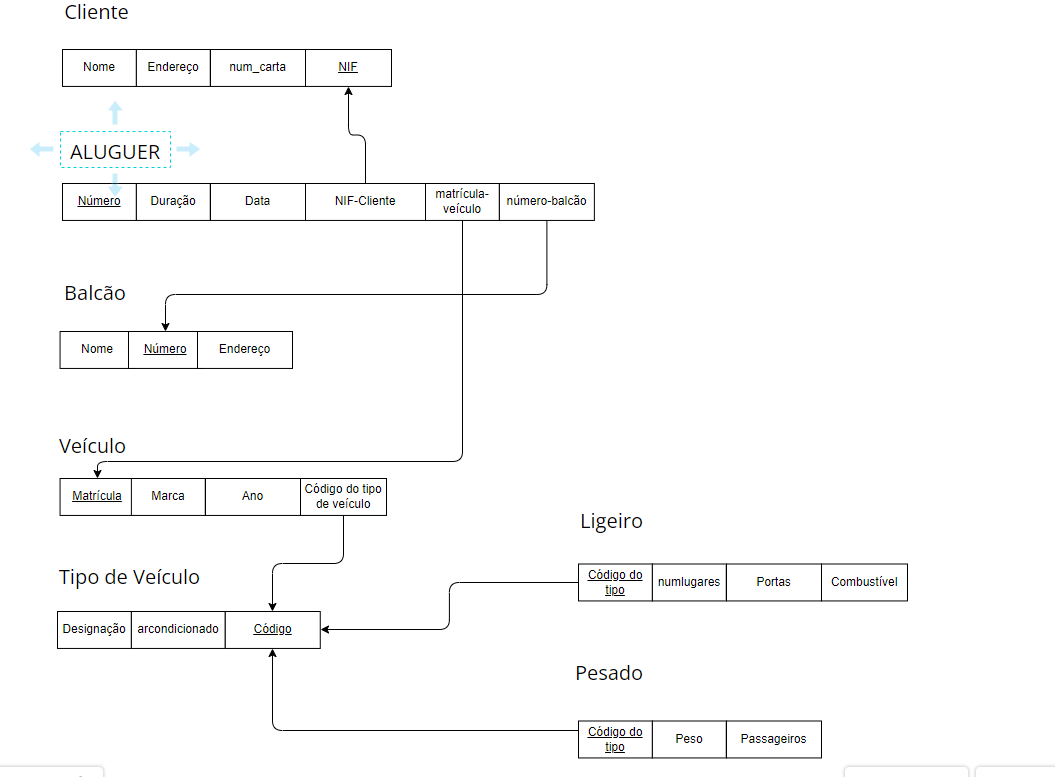 Cliente
Nome Endereço num_carta NIF
ALUGUER
Número Duração Data NIF-Cliente matrícula-
veículo número-balcão
Balcão
Nome Número Endereço
Veículo
Matrícula Marca Ano Código do tipo
de veículo
Ligeiro
Código do
tipo numlugares Portas Combustível
Tipo de Veículo
Designação arcondicionado Código
Pesado
Código do
tipo Peso Passageiros